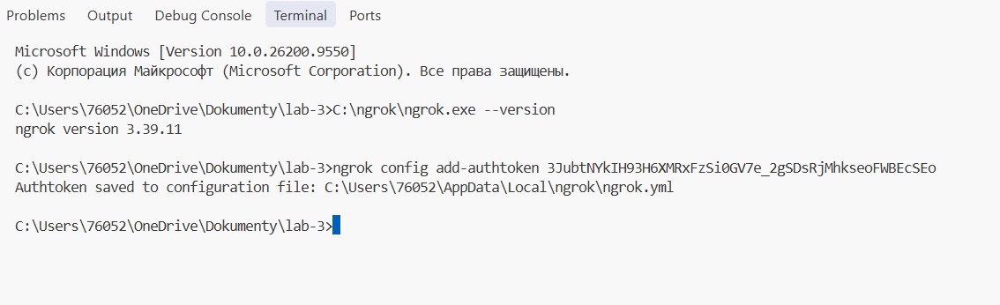 Problems Output Debug Console Terminal Ports
Microsoft Windows [Version 10.0.26200.9550]
(c) Корпорация Майкрософт (Microsoft Corporation). Все права защищены.
C:\Users\76052\OneDrive\Dokumenty\lab-3>C:\ngrok\ngrok.exe --version
ngrok version 3.39.11
C:\Users\76052\OneDrive\Dokumenty\lab-3>ngrok config add-authtoken 3JubtNYkIH93H6XMRxFzSi0GV7e_2gSDsRjMhkseoFWBEcSEo
Authtoken saved to configuration file: C:\Users\76052\AppData\Local\ngrok\ngrok.yml
C:\Users\76052\OneDrive\Dokumenty\lab-3>